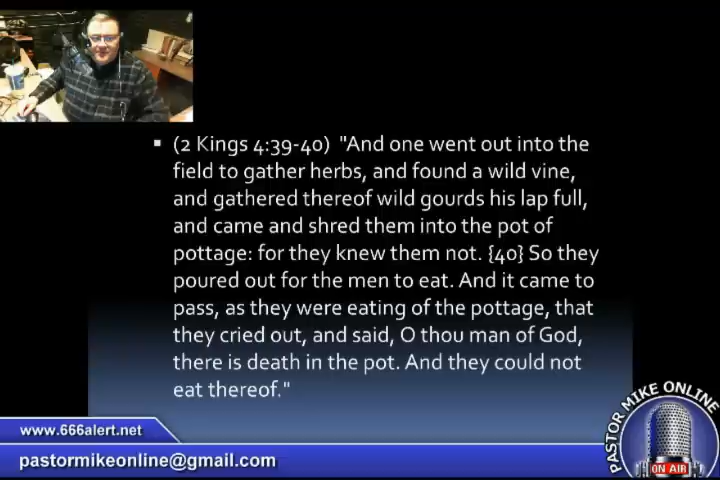 (2 Kings 4:39-40) "And one went out into the
field to gather herbs, and found a wild vine,
and gathered thereof wild gourds his lap full,
and came and shred them into the pot of
pottage: for they knew them not. {40} So they
poured out for the men to eat. And it came to
pass, as they were eating of the pottage, that
they cried out, and said, O thou man of God,
there is death in the pot. And they could not
eat thereof."
www.666alert.net
pastormikeonline@gmail.com
PASTOR MIKE ONLINE
ON AIR